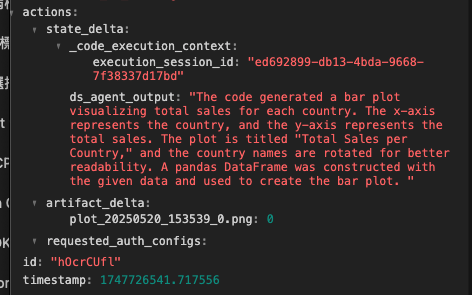 actions:
state_delta:
_code_execution_context:
execution_session_id: "ed692899-db13-4bda-9668-
7f38337d17bd"
ds_agent_output: "The code generated a bar plot
visualizing total sales for each country. The x-axis
represents the country, and the y-axis represents the
total sales. The plot is titled "Total Sales per
Country," and the country names are rotated for better
readability. A pandas DataFrame was constructed with
the given data and used to create the bar plot. "
artifact_delta:
plot_20250520_153539_0.png: 0
requested_auth_configs:
id: "hOcrCUfl"
timestamp: 1747726541.717556